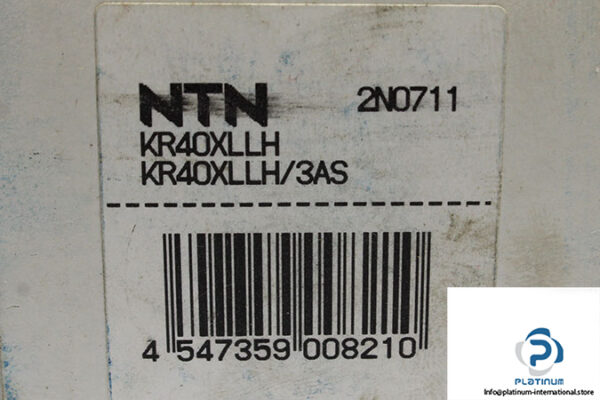 NTN 2N0711
KR40XLLH
KR40XLLH/3AS
4 547359 008210
PLATINUM
Info@platinum-international.store